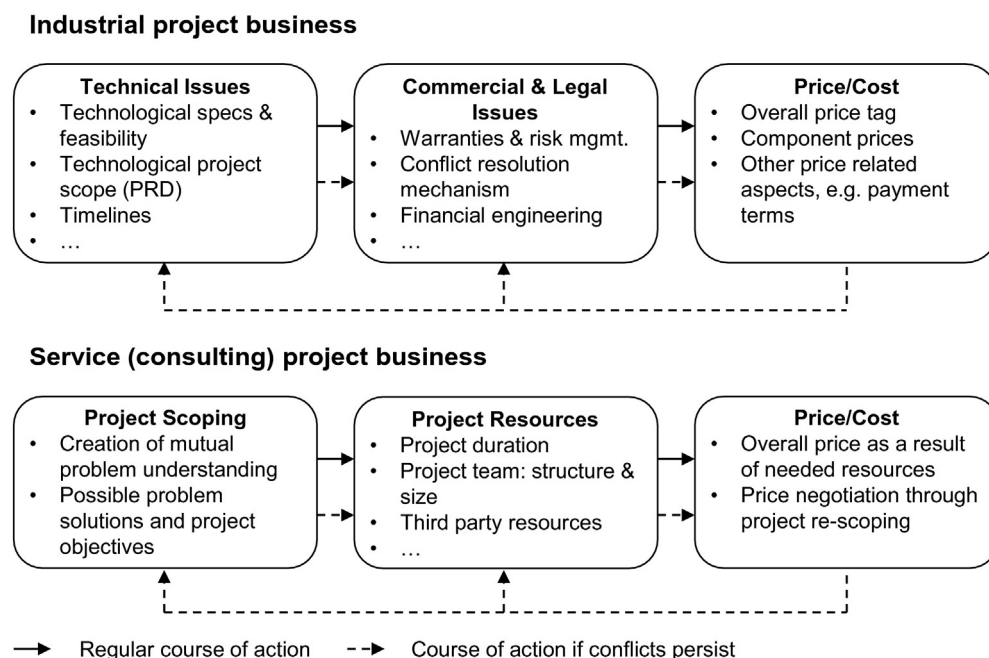 Industrial project business
Technical Issues
• Technological specs &
feasibility
• Technological project
scope (PRD)
• Timelines
• …
Commercial & Legal
Issues
• Warranties & risk mgmt.
• Conflict resolution
mechanism
• Financial engineering
• …
Price/Cost
• Overall price tag
• Component prices
• Other price related
aspects, e.g. payment
terms
Service (consulting) project business
Project Scoping
• Creation of mutual
problem understanding
• Possible problem
solutions and project
objectives
Project Resources
• Project duration
• Project team: structure &
size
• Third party resources
• …
Price/Cost
• Overall price as a result
of needed resources
• Price negotiation through
project re-scoping
Regular course of action
Course of action if conflicts persist